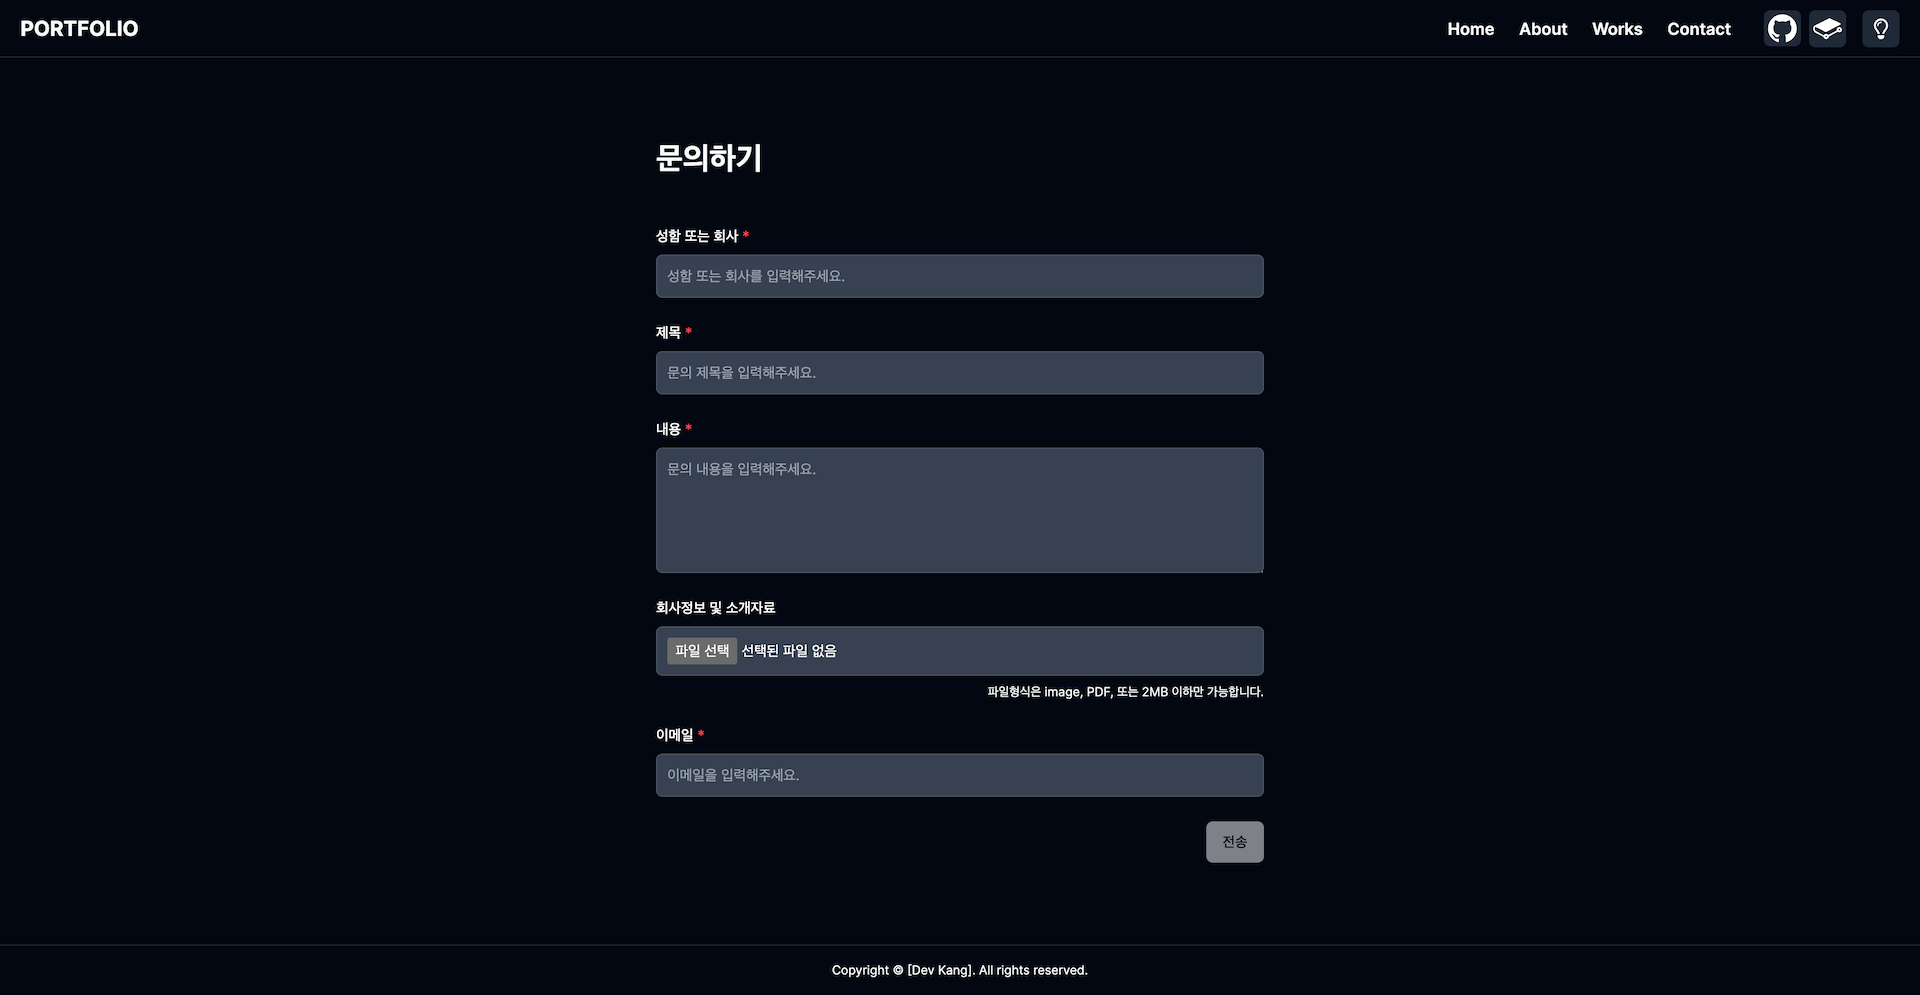 PORTFOLIO
Home About Works Contact
문의하기
성함 또는 회사 *
성함 또는 회사를 입력해주세요.
제목 *
문의 제목을 입력해주세요.
내용 *
문의 내용을 입력해주세요.
회사정보 및 소개자료
파일 선택 선택된 파일 없음
파일형식은 image, PDF, 또는 2MB 이하만 가능합니다.
이메일 *
이메일을 입력해주세요.
전송
Copyright © [Dev Kang]. All rights reserved.